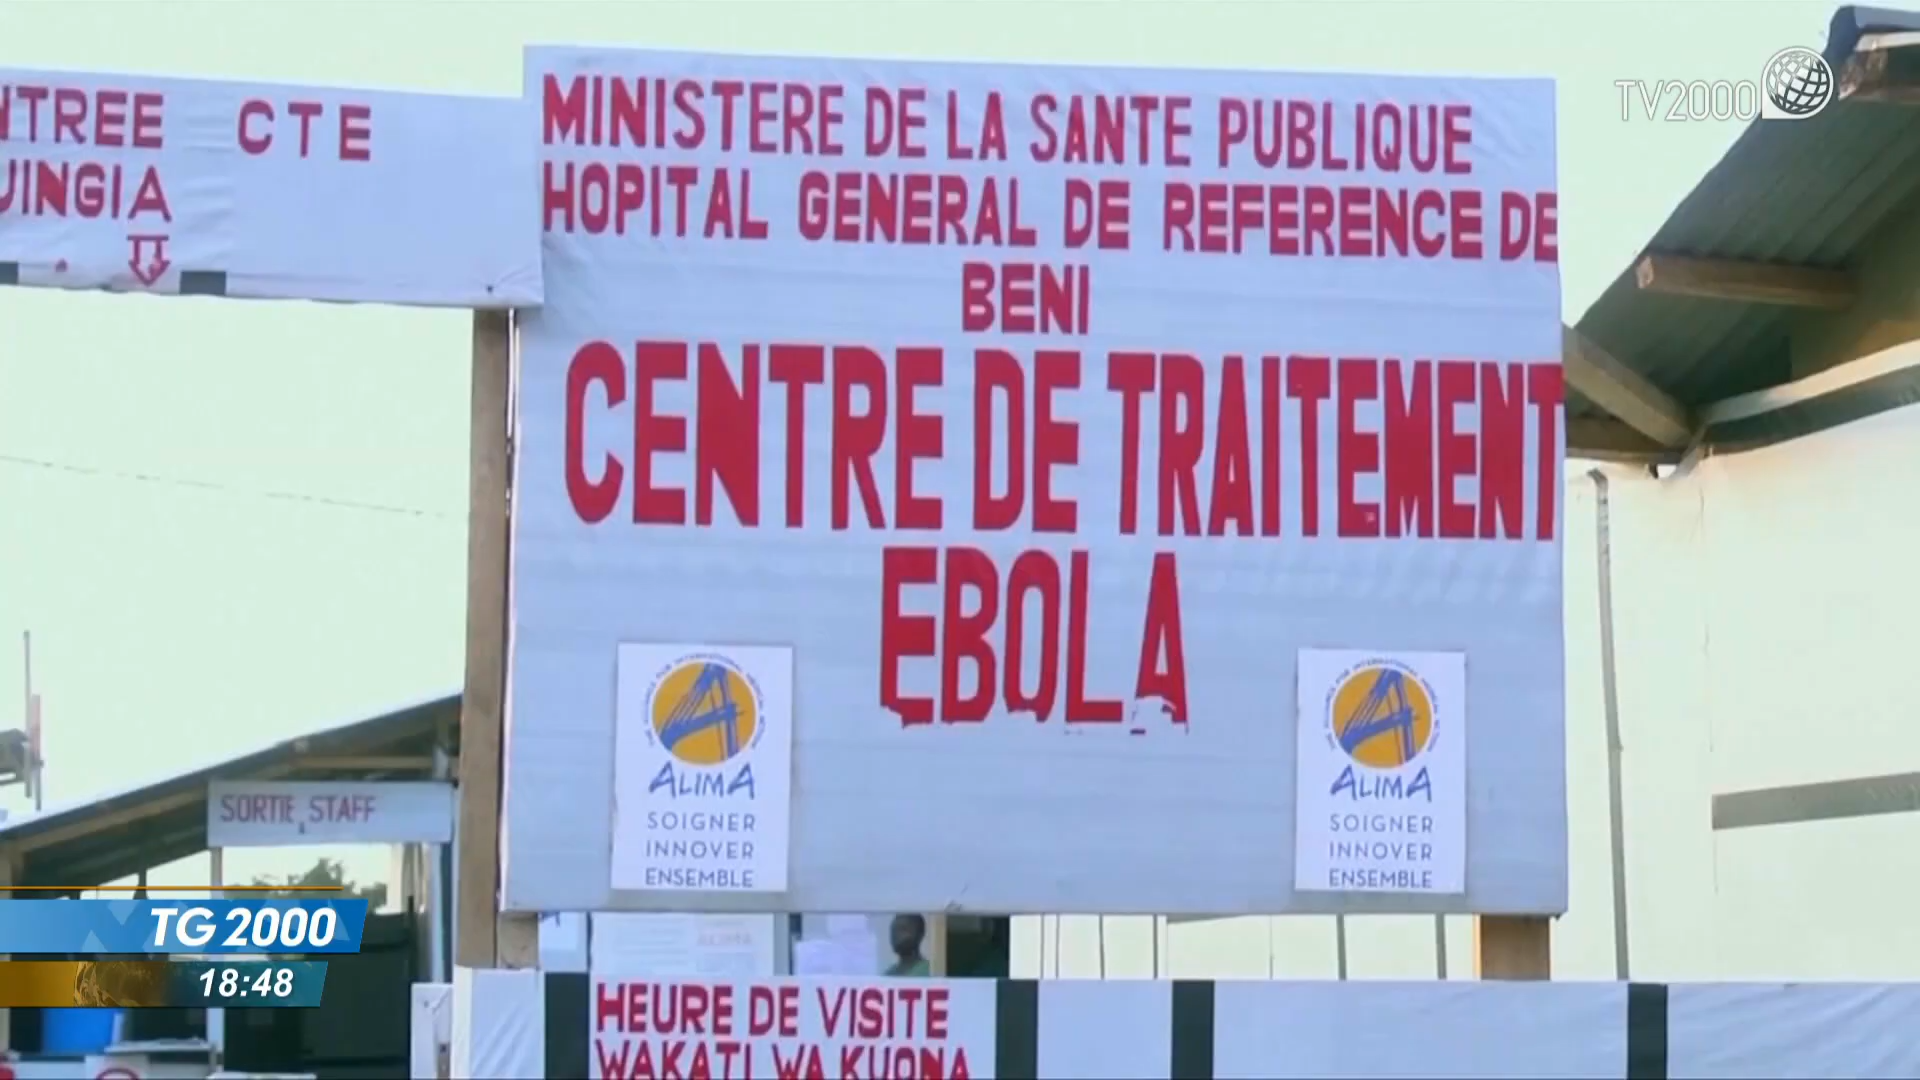 TV2000
NTREE CTE
UINGIA
MINISTERE DE LA SANTE PUBLIQUE
HOPITAL GENERAL DE REFERENCE DE
BENI
CENTRE DE TRAITEMENT
EBOLA
ALIMA
SOIGNER
INNOVER
ENSEMBLE
ALIMA
SOIGNER
INNOVER
ENSEMBLE
SORTIE STAFF
ALIMA
TG 2000
18:48
HEURE DE VISITE
WAKATI WA KUONA